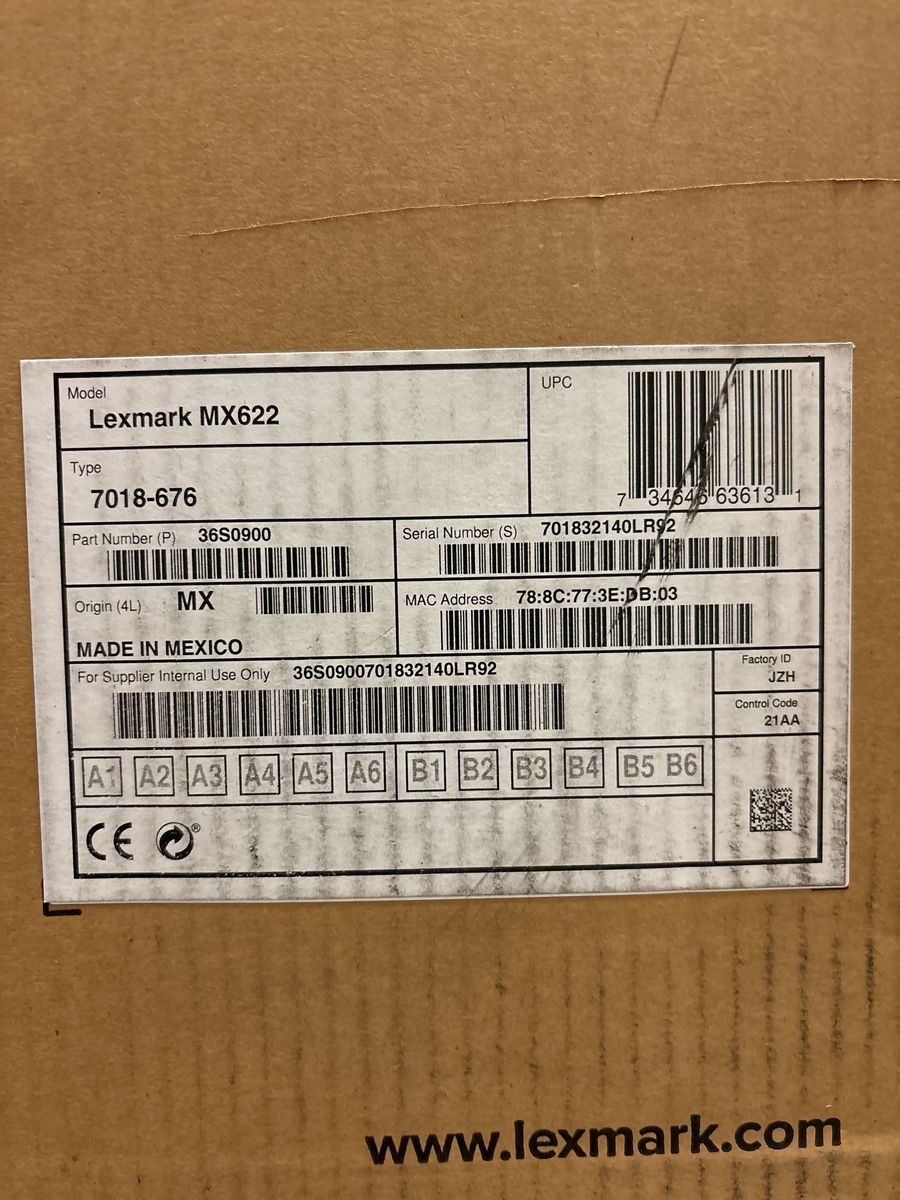 Model
Lexmark MX622
UPC
7 34646 63613 1
Type
7018-676
Part Number (P) 36S0900
Serial Number (S) 701832140LR92
Origin (4L) MX
MAC Address 78:8C:77:3E:DB:03
MADE IN MEXICO
For Supplier Internal Use Only 36S0900701832140LR92
Factory ID
JZH
Control Code
21AA
A1 A2 A3 A4 A5 A6 B1 B2 B3 B4 B5 B6
CE ®
www.lexmark.com